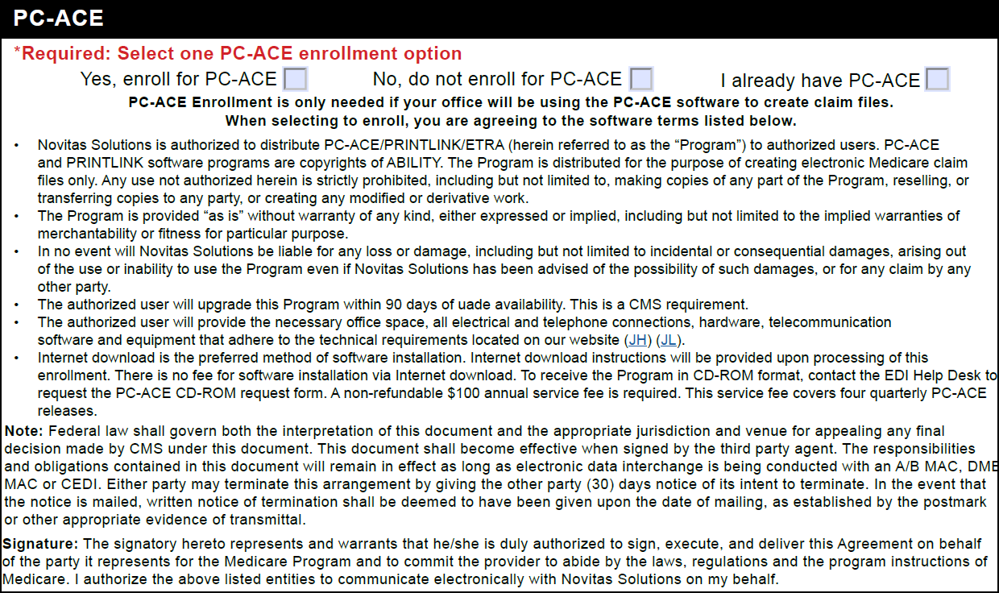 PC-ACE
*Required: Select one PC-ACE enrollment option
Yes, enroll for PC-ACE No, do not enroll for PC-ACE I already have PC-ACE
PC-ACE Enrollment is only needed if your office will be using the PC-ACE software to create claim files.
When selecting to enroll, you are agreeing to the software terms listed below.
• Novitas Solutions is authorized to distribute PC-ACE/PRINTLINK/ETRA (herein referred to as the “Program”) to authorized users. PC-ACE
and PRINTLINK software programs are copyrights of ABILITY. The Program is distributed for the purpose of creating electronic Medicare claim
files only. Any use not authorized herein is strictly prohibited, including but not limited to, making copies of any part of the Program, reselling, or
transferring copies to any party, or creating any modified or derivative work.
• The Program is provided “as is” without warranty of any kind, either expressed or implied, including but not limited to the implied warranties of
merchantability or fitness for particular purpose.
• In no event will Novitas Solutions be liable for any loss or damage, including but not limited to incidental or consequential damages, arising out
of the use or inability to use the Program even if Novitas Solutions has been advised of the possibility of such damages, or for any claim by any
other party.
• The authorized user will upgrade this Program within 90 days of uade availability. This is a CMS requirement.
• The authorized user will provide the necessary office space, all electrical and telephone connections, hardware, telecommunication
software and equipment that adhere to the technical requirements located on our website (JH) (JL).
• Internet download is the preferred method of software installation. Internet download instructions will be provided upon processing of this
enrollment. There is no fee for software installation via Internet download. To receive the Program in CD-ROM format, contact the EDI Help Desk to
request the PC-ACE CD-ROM request form. A non-refundable $100 annual service fee is required. This service fee covers four quarterly PC-ACE
releases.
Note: Federal law shall govern both the interpretation of this document and the appropriate jurisdiction and venue for appealing any final
decision made by CMS under this document. This document shall become effective when signed by the third party agent. The responsibilities
and obligations contained in this document will remain in effect as long as electronic data interchange is being conducted with an A/B MAC, DME
MAC or CEDI. Either party may terminate this arrangement by giving the other party (30) days notice of its intent to terminate. In the event that
the notice is mailed, written notice of termination shall be deemed to have been given upon the date of mailing, as established by the postmark
or other appropriate evidence of transmittal.
Signature: The signatory hereto represents and warrants that he/she is duly authorized to sign, execute, and deliver this Agreement on behalf
of the party it represents for the Medicare Program and to commit the provider to abide by the laws, regulations and the program instructions of
Medicare. I authorize the above listed entities to communicate electronically with Novitas Solutions on my behalf.